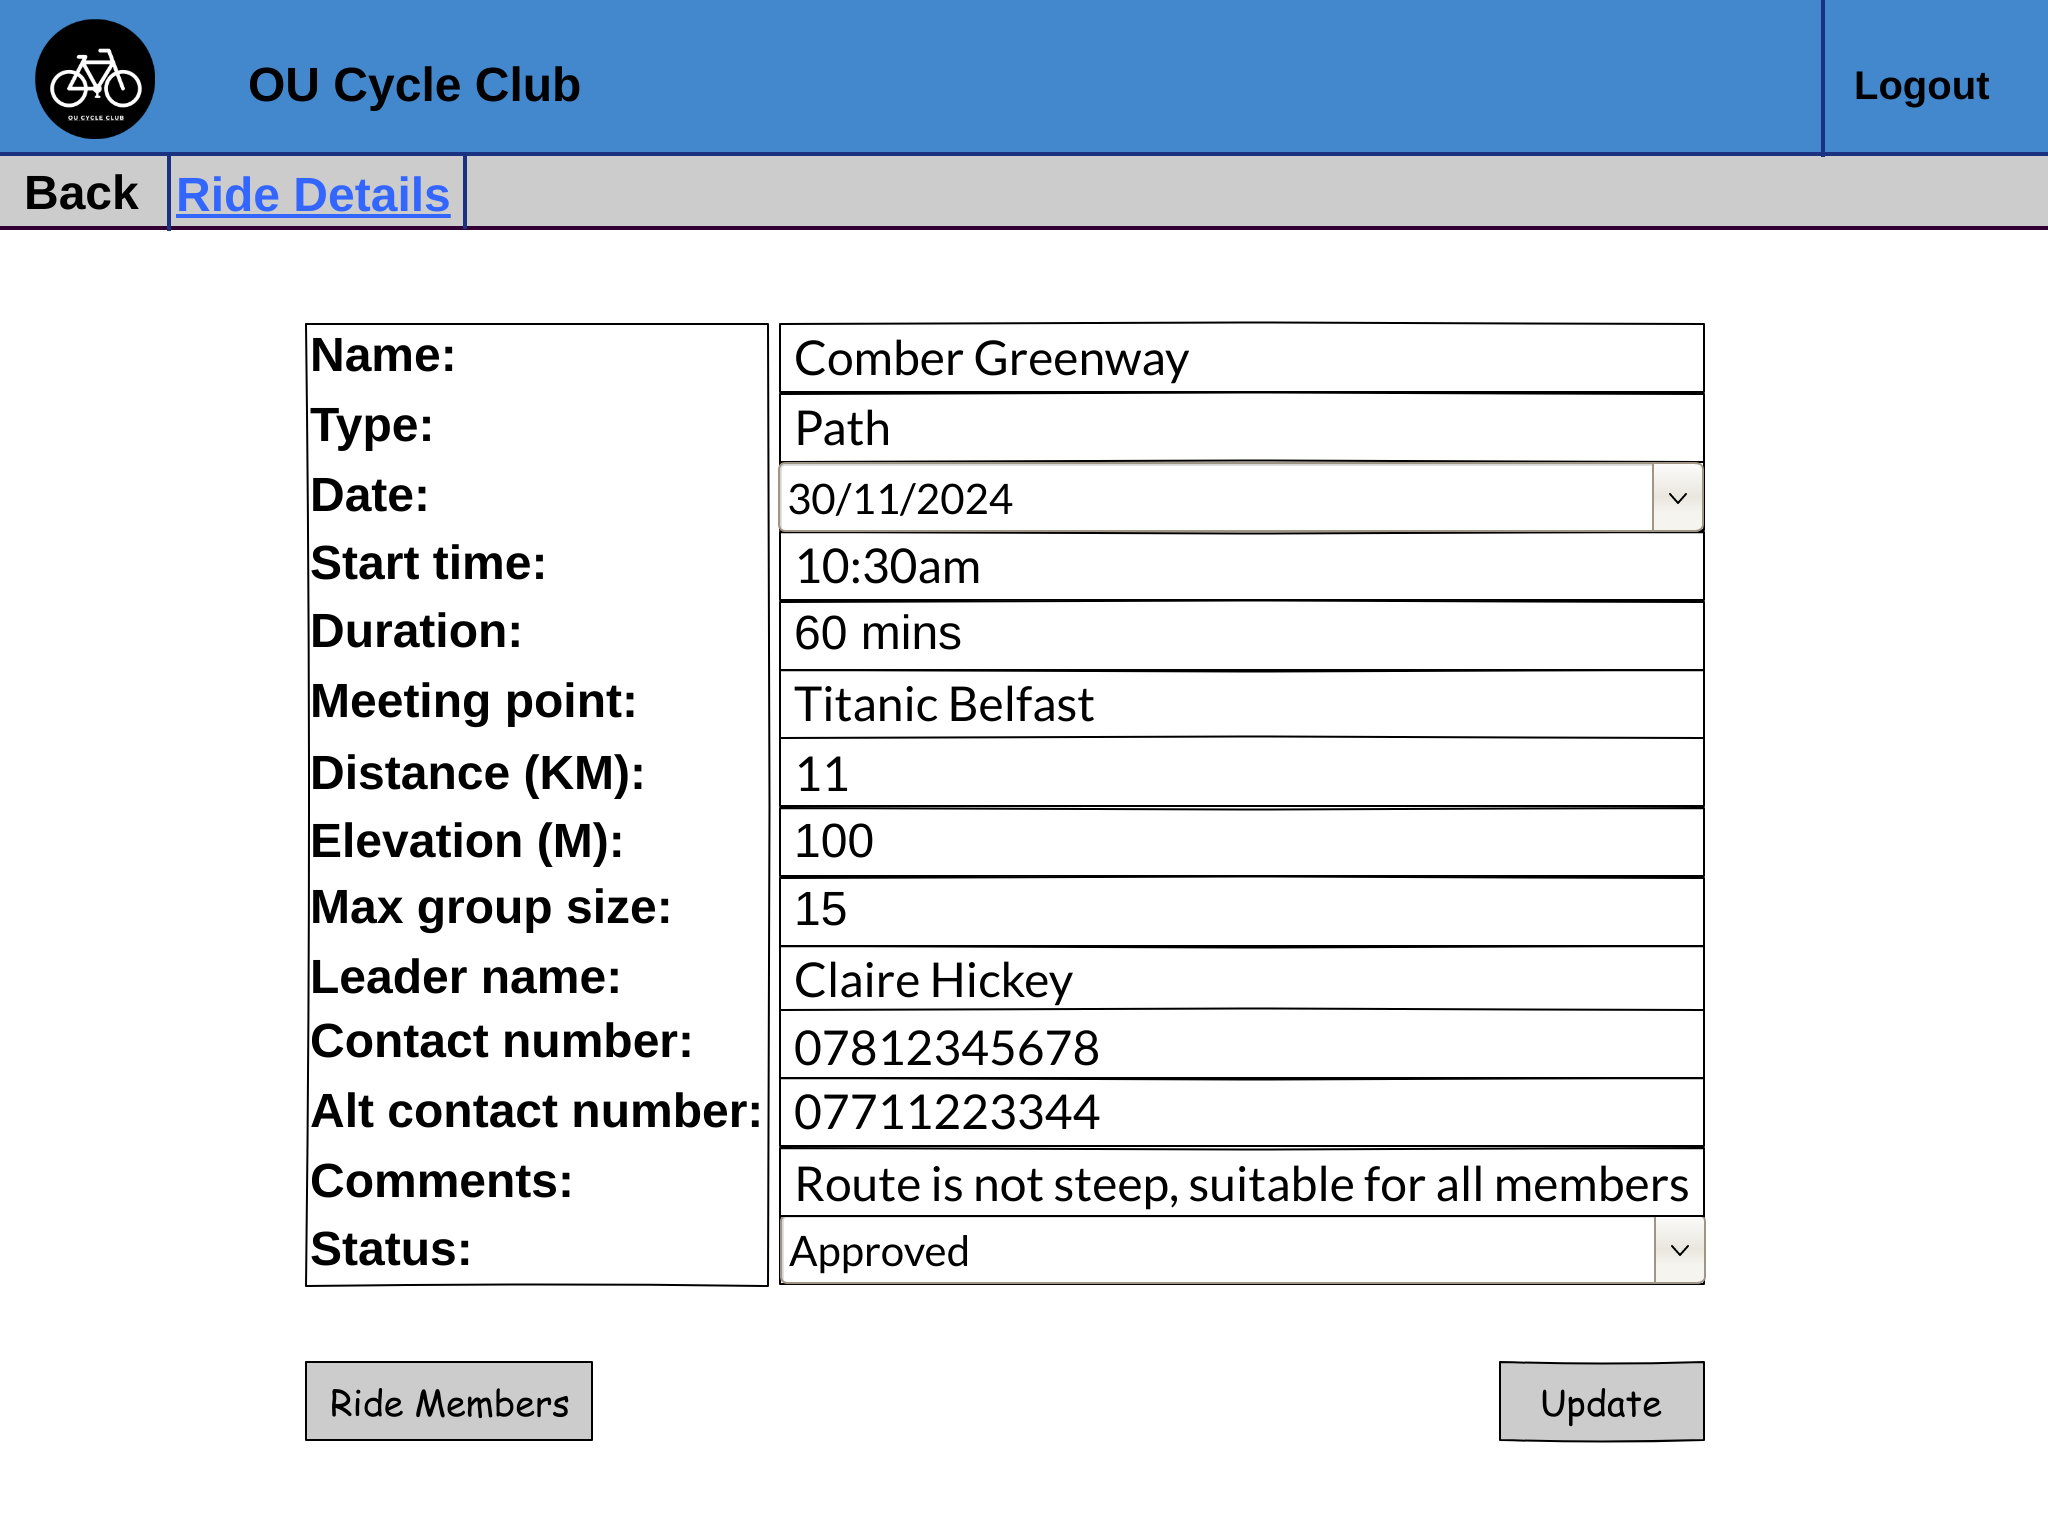 OU Cycle Club
Logout
OU CYCLE CLUB
Back
Ride Details
Name: Comber Greenway
Type: Path
Date: 30/11/2024
Start time: 10:30am
Duration: 60 mins
Meeting point: Titanic Belfast
Distance (KM): 11
Elevation (M): 100
Max group size: 15
Leader name: Claire Hickey
Contact number: 07812345678
Alt contact number: 07711223344
Comments: Route is not steep, suitable for all members
Status: Approved
Ride Members
Update